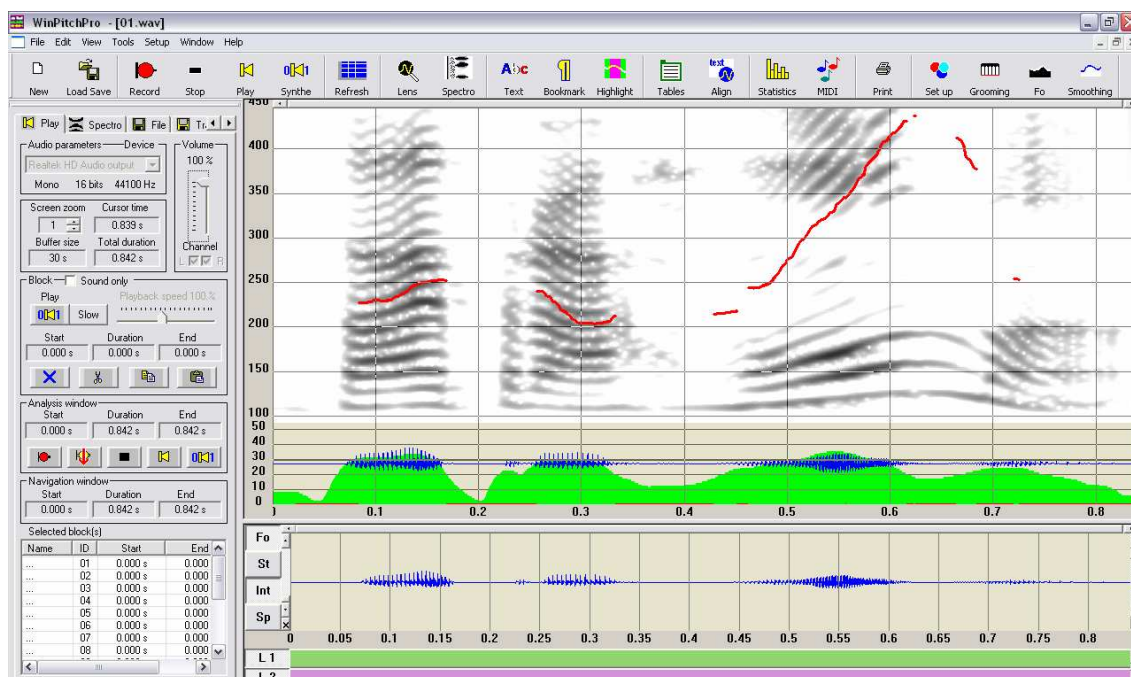 WinPitchPro - [01.wav]
File Edit View Tools Setup Window Help
New Load Save Record Stop Play Synthe Refresh Lens Spectro Text Bookmark Highlight Tables Align Statistics MIDI Print Set up Grooming Fo Smoothing
Play Spectro File Tr
Audio parameters Device Volume
Realtek HD Audio output 100 %
Mono 16 bits 44100 Hz
Screen zoom Cursor time
1 0.839 s
Buffer size Total duration Channel
30 s 0.842 s L R
Block Sound only
Play Playback speed 100.%
0 1 Slow
Start Duration End
0.000 s 0.000 s 0.000 s
Analysis window
Start Duration End
0.000 s 0.842 s 0.842 s
0 1
Navigation window
Start Duration End
0.000 s 0.842 s 0.842 s
Selected block(s)
Name ID Start End
... 01 0.000 s 0.000
... 02 0.000 s 0.000
... 03 0.000 s 0.000
... 04 0.000 s 0.000
... 05 0.000 s 0.000
... 06 0.000 s 0.000
... 07 0.000 s 0.000
... 08 0.000 s 0.000
450
400
350
300
250
200
150
100
50
40
30
20
10
0
0.1 0.2 0.3 0.4 0.5 0.6 0.7 0.8
Fo
St
Int
Sp
0 0.05 0.1 0.15 0.2 0.25 0.3 0.35 0.4 0.45 0.5 0.55 0.6 0.65 0.7 0.75 0.8
L 1